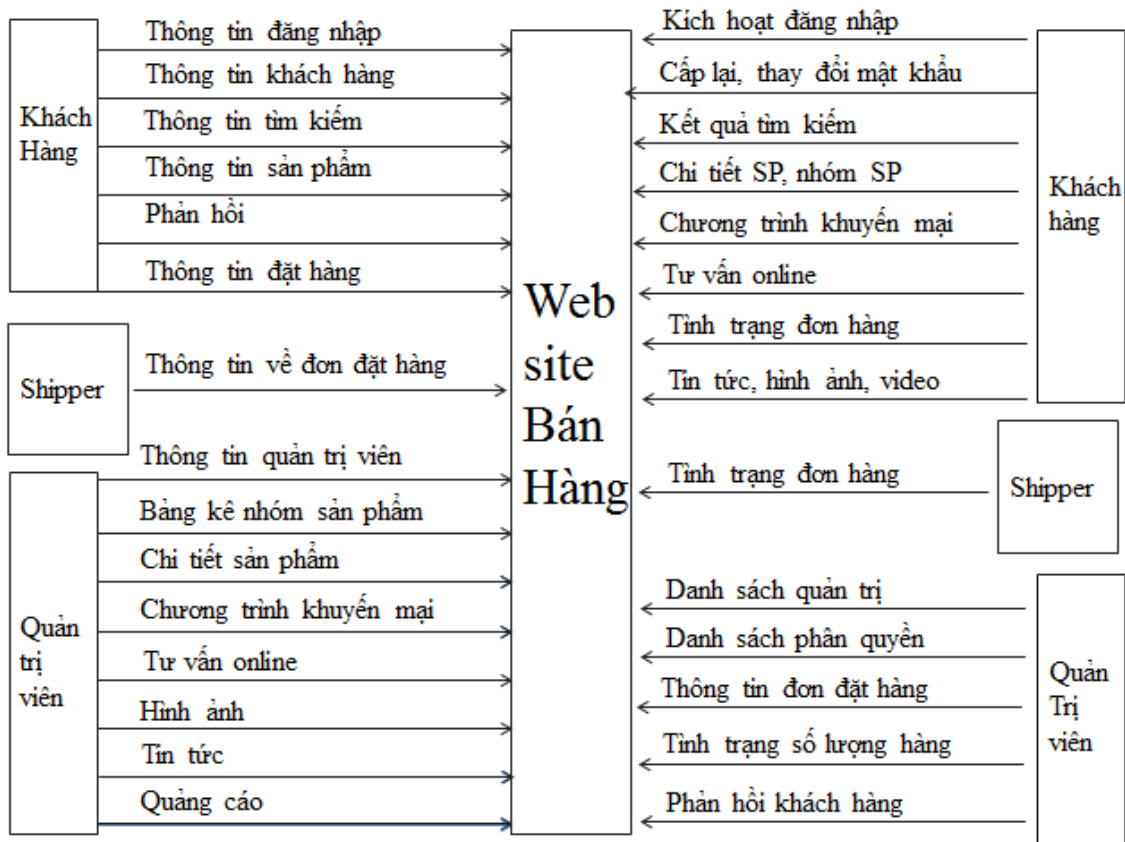 Khách
Hàng
Thông tin đăng nhập
Thông tin khách hàng
Thông tin tìm kiếm
Thông tin sản phẩm
Phản hồi
Thông tin đặt hàng
Shipper
Thông tin về đơn đặt hàng
Quản
trị
viên
Thông tin quản trị viên
Bảng kê nhóm sản phẩm
Chi tiết sản phẩm
Chương trình khuyến mại
Tư vấn online
Hình ảnh
Tin tức
Quảng cáo
Web
site
Bán
Hàng
Kích hoạt đăng nhập
Cấp lại, thay đổi mật khẩu
Kết quả tìm kiếm
Chi tiết SP, nhóm SP
Chương trình khuyến mại
Tư vấn online
Tình trạng đơn hàng
Tin tức, hình ảnh, video
Khách
hàng
Tình trạng đơn hàng
Shipper
Danh sách quản trị
Danh sách phân quyền
Thông tin đơn đặt hàng
Tình trạng số lượng hàng
Phản hồi khách hàng
Quản
Trị
viên